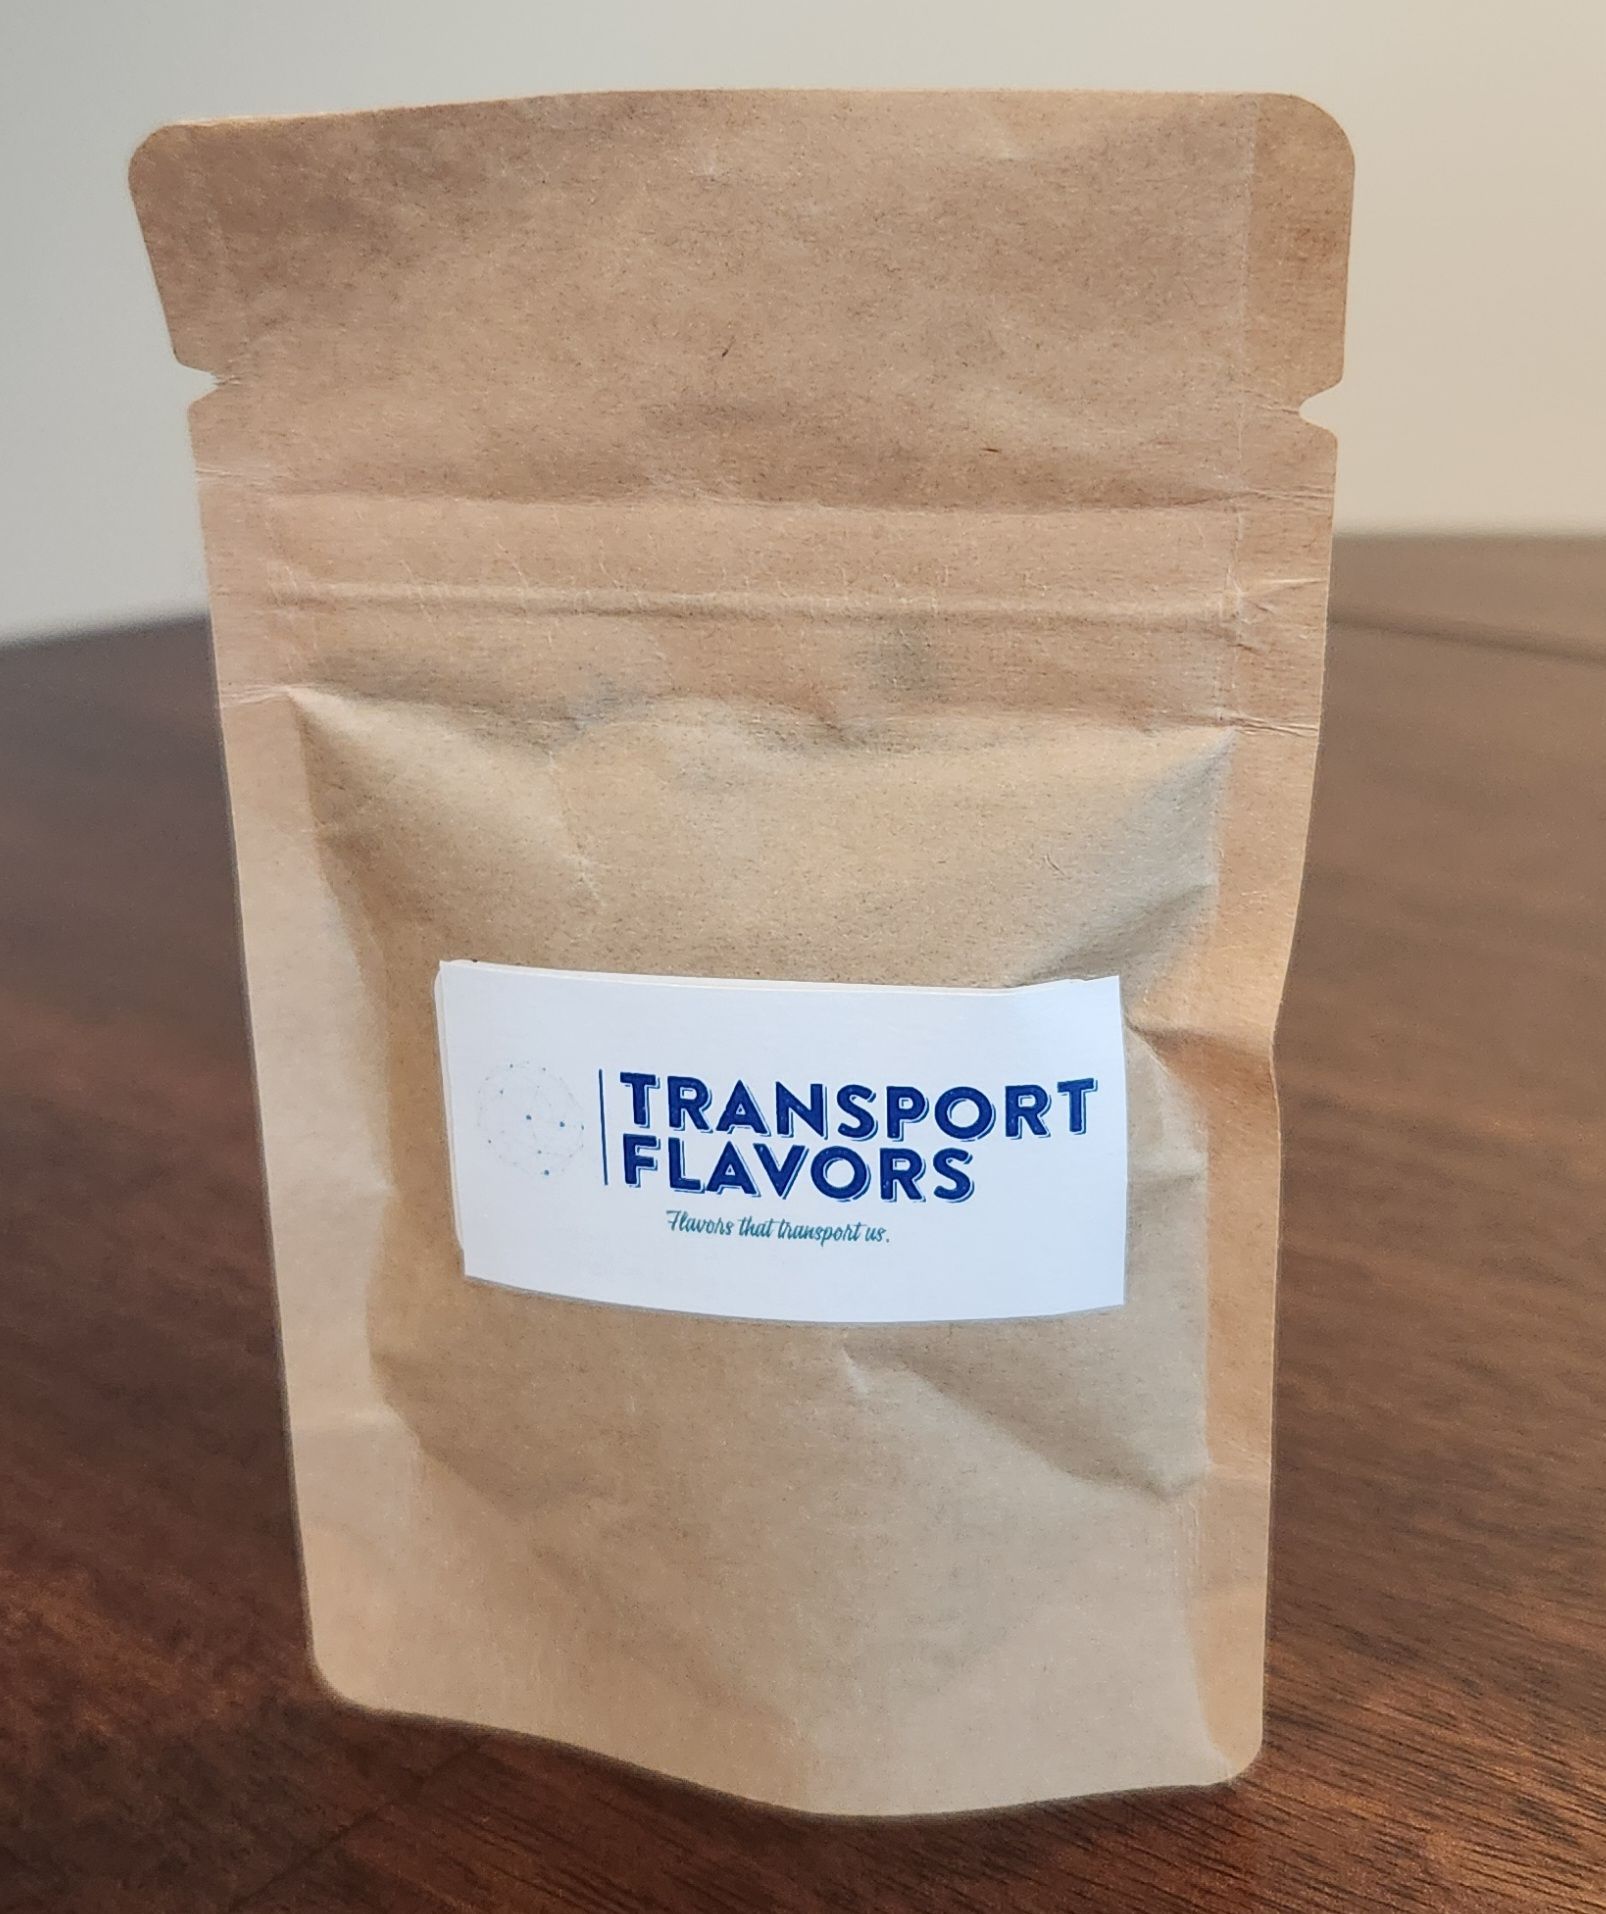 TRANSPORT
FLAVORS
Flavors that transport us.